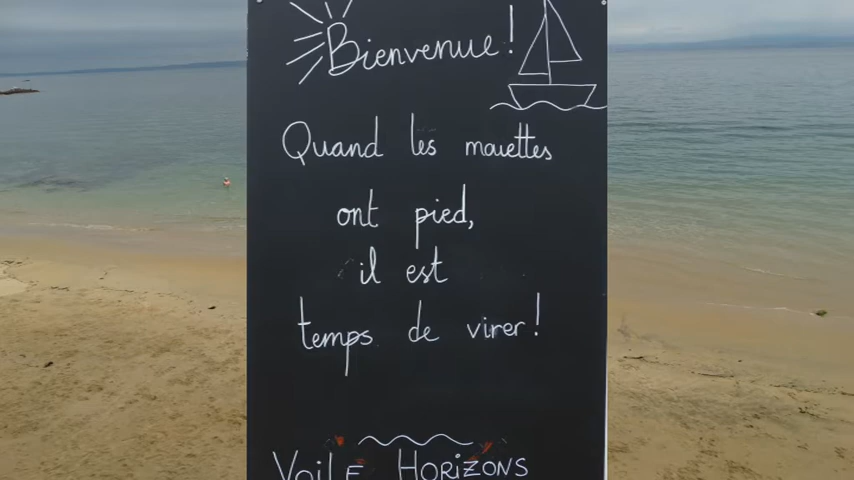 Bienvenue!
Quand les mouettes
ont pied,
il est
temps de virer!
VOILE HORIZONS